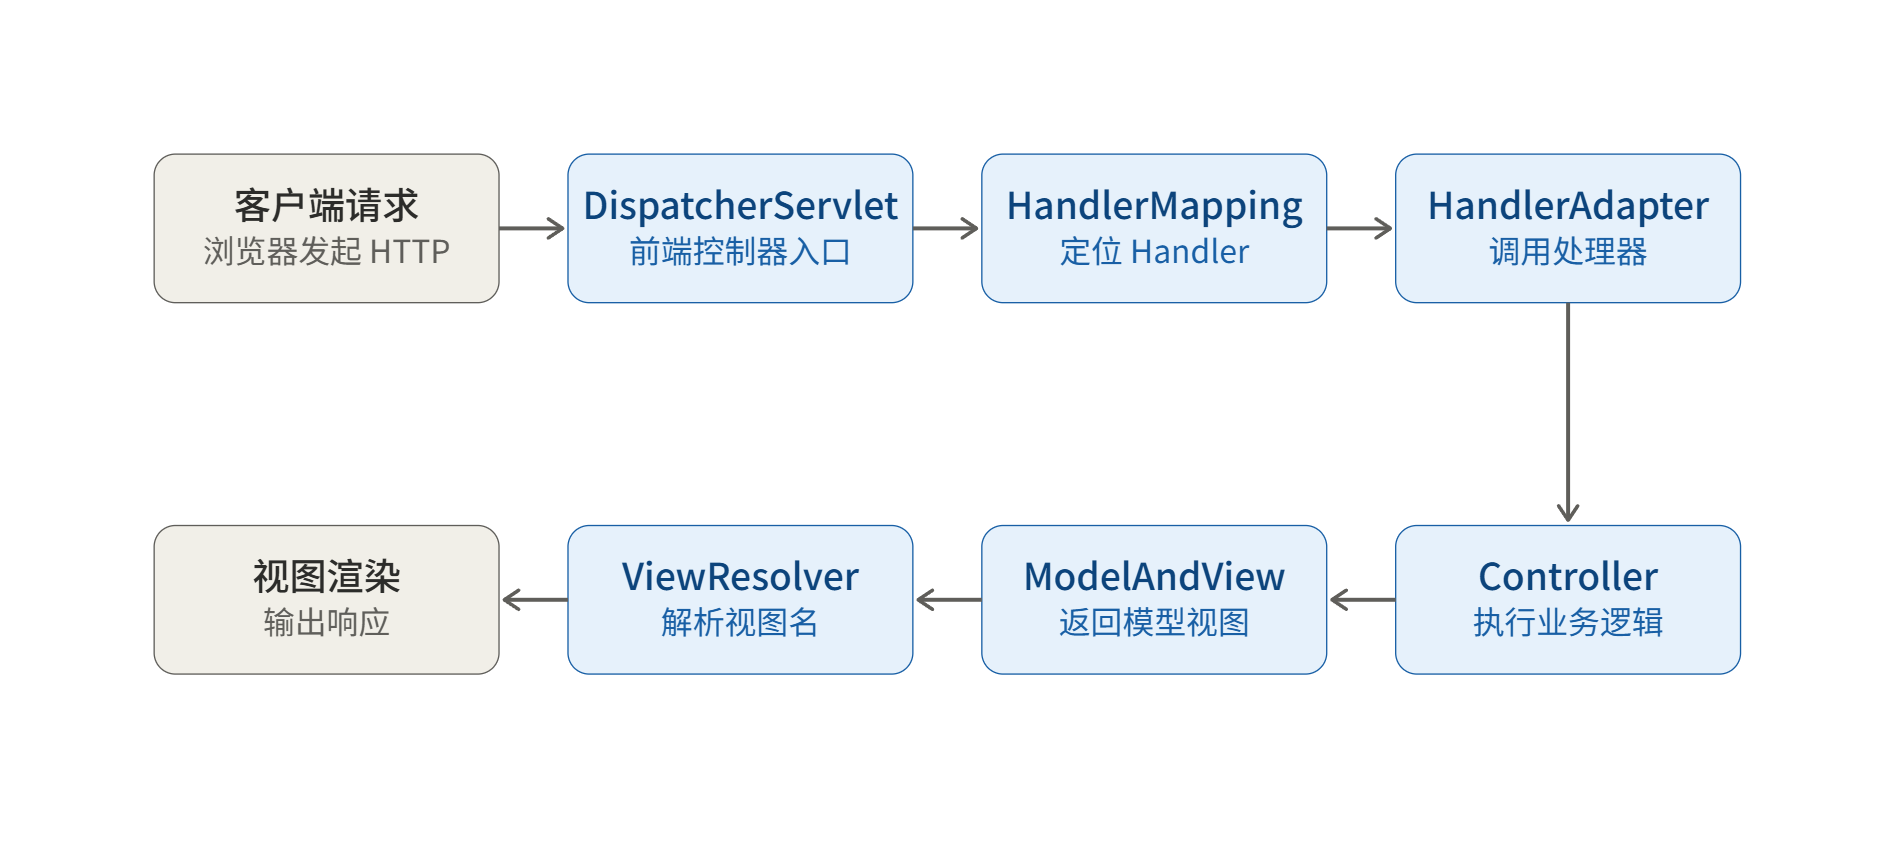 客户端请求
浏览器发起 HTTP
DispatcherServlet
前端控制器入口
HandlerMapping
定位 Handler
HandlerAdapter
调用处理器
Controller
执行业务逻辑
ModelAndView
返回模型视图
ViewResolver
解析视图名
视图渲染
输出响应